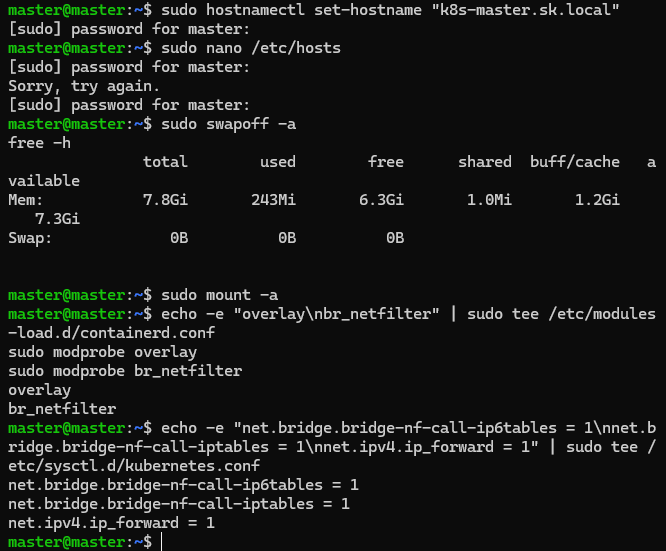 master@master:~$ sudo hostnamectl set-hostname "k8s-master.sk.local"
[sudo] password for master:
master@master:~$ sudo nano /etc/hosts
[sudo] password for master:
Sorry, try again.
[sudo] password for master:
master@master:~$ sudo swapoff -a
free -h
               total        used        free      shared  buff/cache   a
vailable
Mem:           7.8Gi       243Mi       6.3Gi       1.0Mi       1.2Gi
   7.3Gi
Swap:             0B          0B          0B
master@master:~$ sudo mount -a
master@master:~$ echo -e "overlay\nbr_netfilter" | sudo tee /etc/modules
-load.d/containerd.conf
sudo modprobe overlay
sudo modprobe br_netfilter
overlay
br_netfilter
master@master:~$ echo -e "net.bridge.bridge-nf-call-ip6tables = 1\nnet.b
ridge.bridge-nf-call-iptables = 1\nnet.ipv4.ip_forward = 1" | sudo tee /
etc/sysctl.d/kubernetes.conf
net.bridge.bridge-nf-call-ip6tables = 1
net.bridge.bridge-nf-call-iptables = 1
net.ipv4.ip_forward = 1
master@master:~$